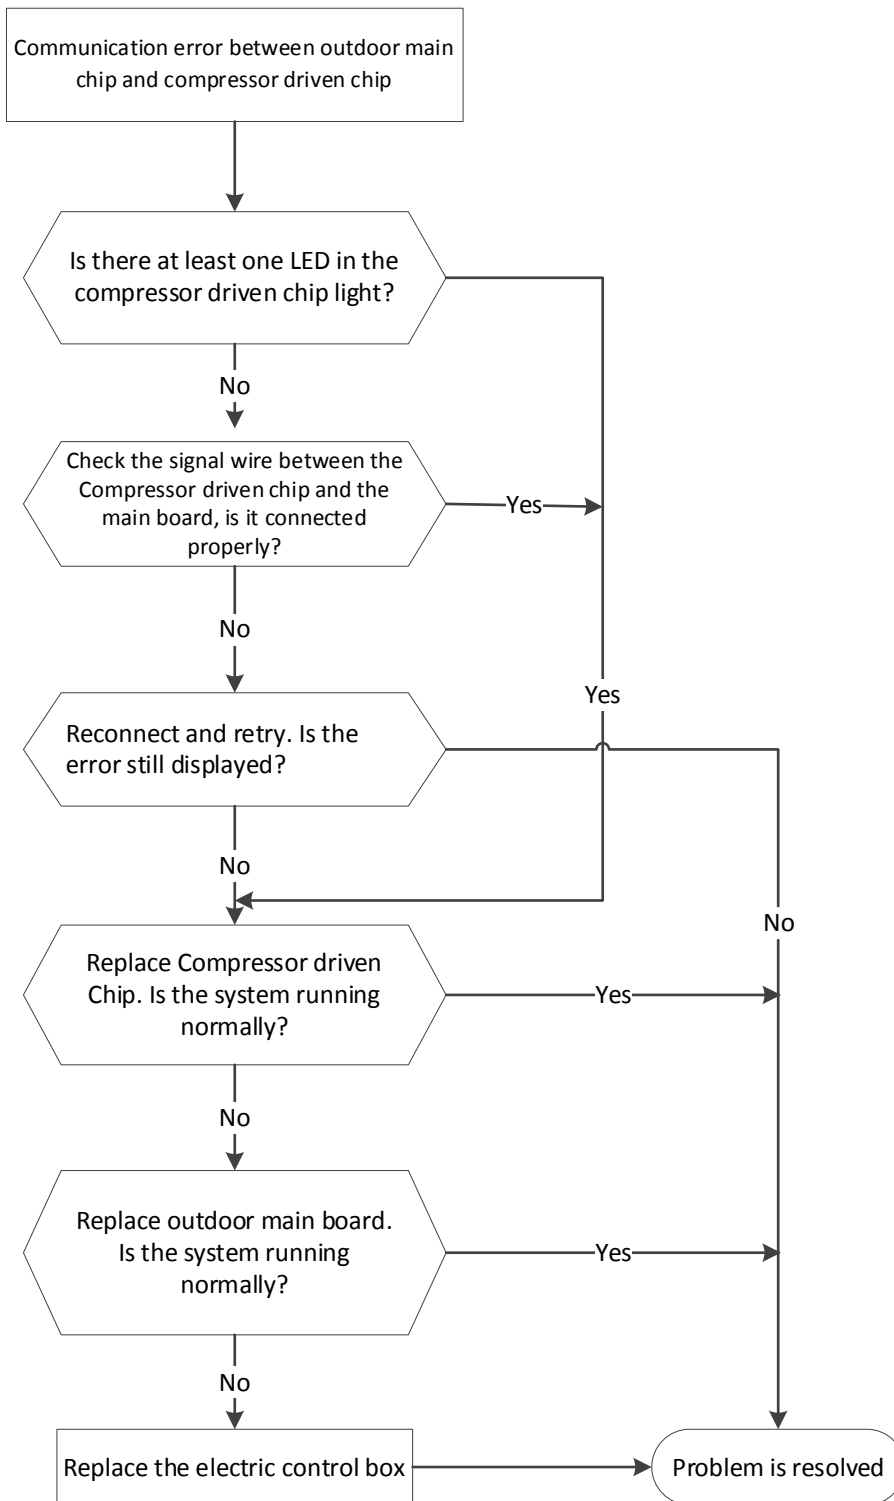 Communication error between outdoor main
chip and compressor driven chip
Is there at least one LED in the
compressor driven chip light?
No
Check the signal wire between the
Compressor driven chip and the
main board, is it connected
properly?
Yes
No
Yes
Reconnect and retry. Is the
error still displayed?
No
No
Replace Compressor driven
Chip. Is the system running
normally?
Yes
No
Replace outdoor main board.
Is the system running
normally?
Yes
No
Replace the electric control box
Problem is resolved